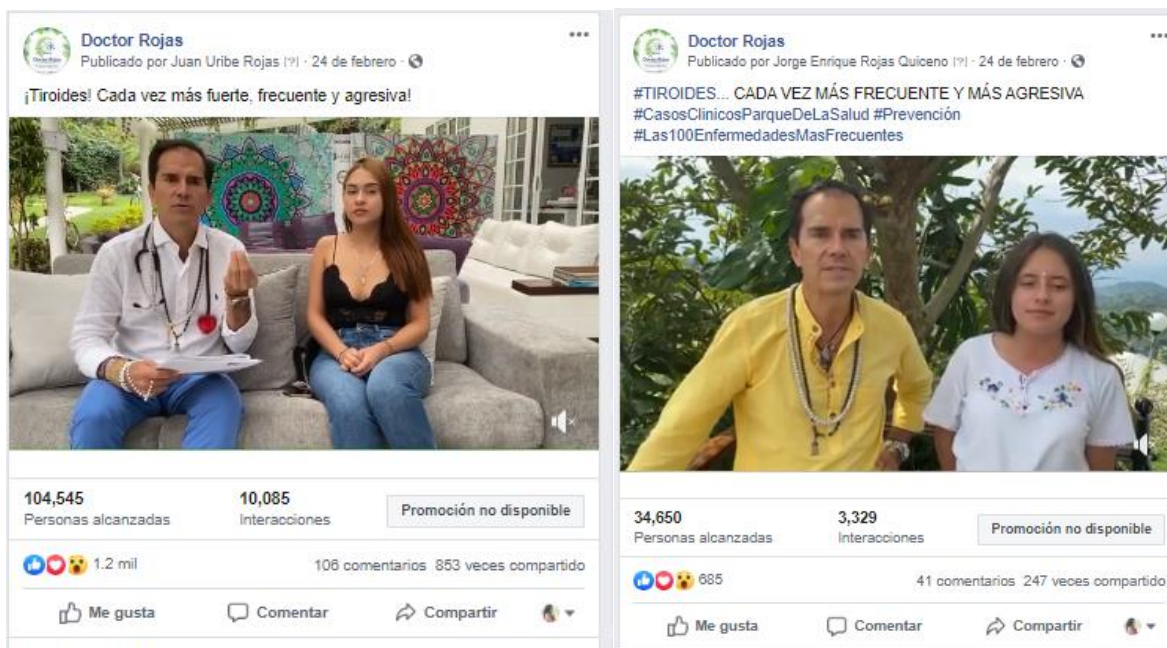 Doctor Rojas
Publicado por Juan Uribe Rojas [?] · 24 de febrero ·
¡Tiroides! Cada vez más fuerte, frecuente y agresiva!
104,545
Personas alcanzadas
10,085
Interacciones
Promoción no disponible
1.2 mil
106 comentarios 853 veces compartido
Me gusta
Comentar
Compartir
Doctor Rojas
Publicado por Jorge Enrique Rojas Quiceno [?] · 24 de febrero ·
#TIROIDES... CADA VEZ MÁS FRECUENTE Y MÁS AGRESIVA
#CasosClinicosParqueDeLaSalud #Prevención
#Las100EnfermedadesMasFrecuentes
34,650
Personas alcanzadas
3,329
Interacciones
Promoción no disponible
685
41 comentarios 247 veces compartido
Me gusta
Comentar
Compartir